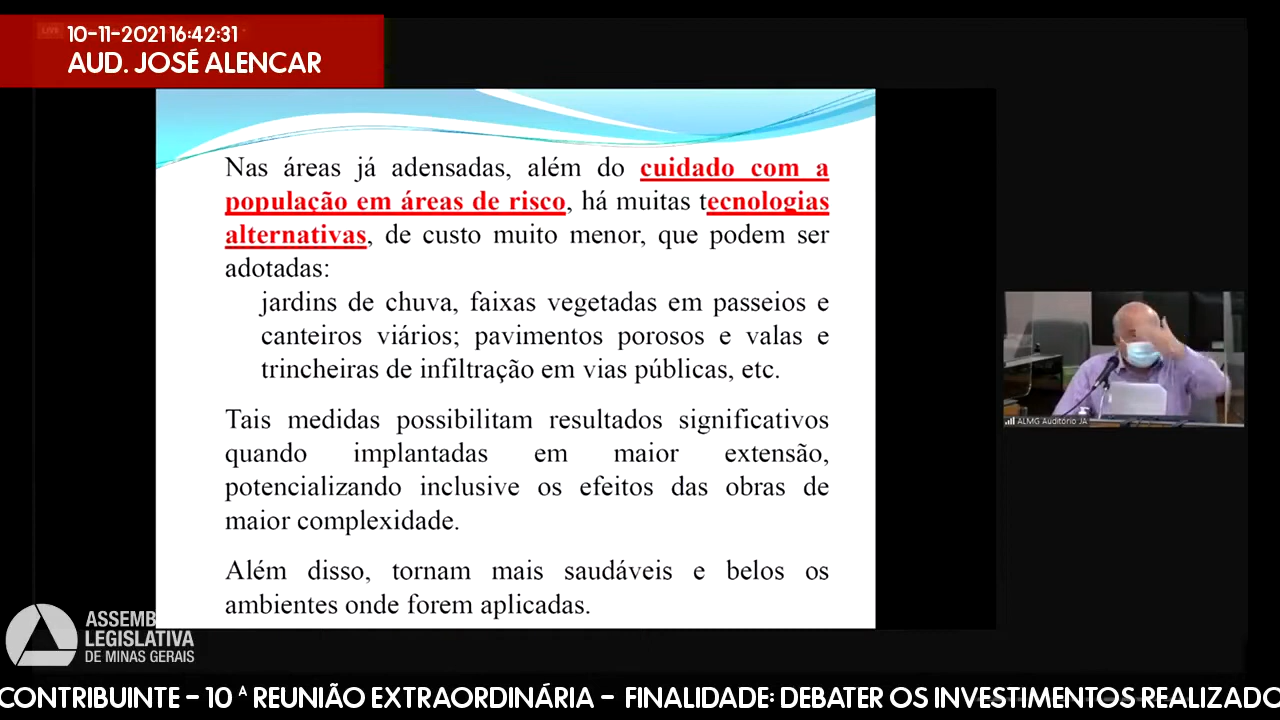 10-11-2021 16:42:31
AUD. JOSÉ ALENCAR
Nas áreas já adensadas, além do cuidado com a
população em áreas de risco, há muitas tecnologias
alternativas, de custo muito menor, que podem ser
adotadas:
jardins de chuva, faixas vegetadas em passeios e
canteiros viários; pavimentos porosos e valas e
trincheiras de infiltração em vias públicas, etc.
Tais medidas possibilitam resultados significativos
quando implantadas em maior extensão,
potencializando inclusive os efeitos das obras de
maior complexidade.
Além disso, tornam mais saudáveis e belos os
ambientes onde forem aplicadas.
ALMG Auditório JA
ASSEMB
LEGISLATIVA
DE MINAS GERAIS
CONTRIBUINTE - 10 ª REUNIÃO EXTRAORDINÁRIA - FINALIDADE: DEBATER OS INVESTIMENTOS REALIZADO